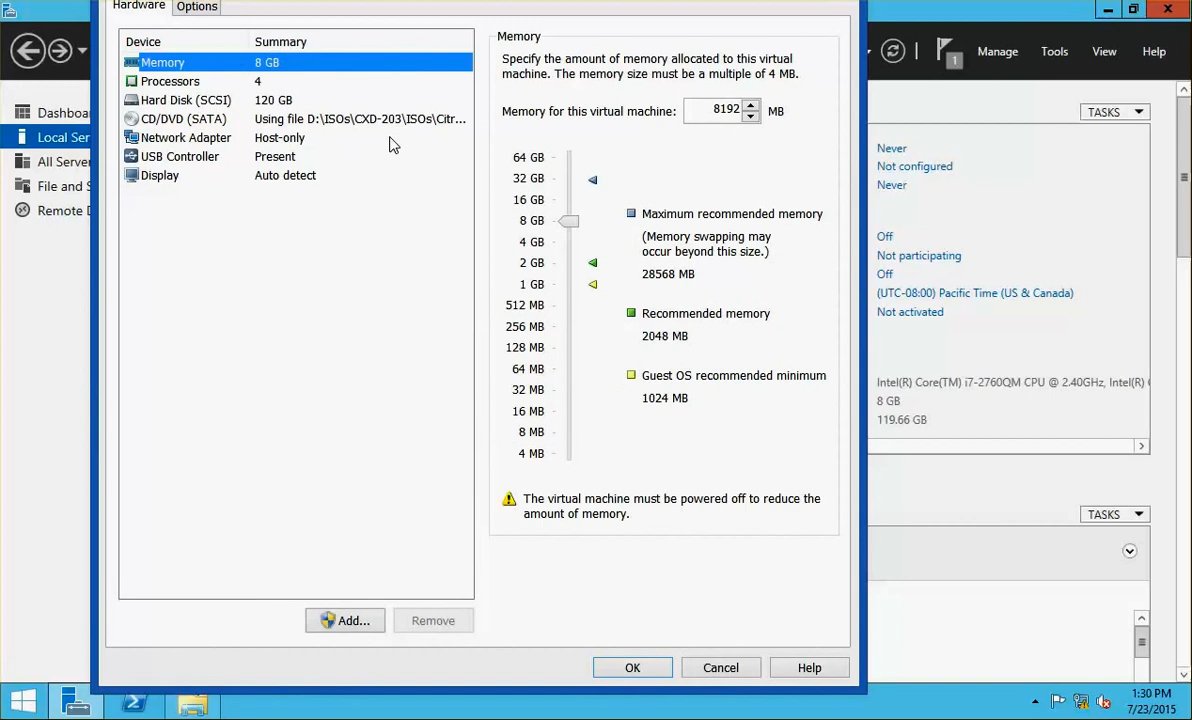 Hardware
Options
Manage
Tools
View
Help
1
Dashboa
Local Ser
All Server
File and S
Remote D
Device
Summary
Memory
8 GB
Processors
4
Hard Disk (SCSI)
120 GB
CD/DVD (SATA)
Using file D:\ISOs\CXD-203\ISOs\Citr...
Network Adapter
Host-only
USB Controller
Present
Display
Auto detect
Add...
Remove
Memory
Specify the amount of memory allocated to this virtual
machine. The memory size must be a multiple of 4 MB.
Memory for this virtual machine:
8192
MB
64 GB
32 GB
16 GB
8 GB
4 GB
2 GB
1 GB
512 MB
256 MB
128 MB
64 MB
32 MB
16 MB
8 MB
4 MB
Maximum recommended memory
(Memory swapping may
occur beyond this size.)
28568 MB
Recommended memory
2048 MB
Guest OS recommended minimum
1024 MB
The virtual machine must be powered off to reduce the
amount of memory.
OK
Cancel
Help
TASKS
Never
Not configured
Never
Off
Not participating
Off
(UTC-08:00) Pacific Time (US & Canada)
Not activated
Intel(R) Core(TM) i7-2760QM CPU @ 2.40GHz, Intel(R) C
8 GB
119.66 GB
TASKS
1:30 PM
7/23/2015